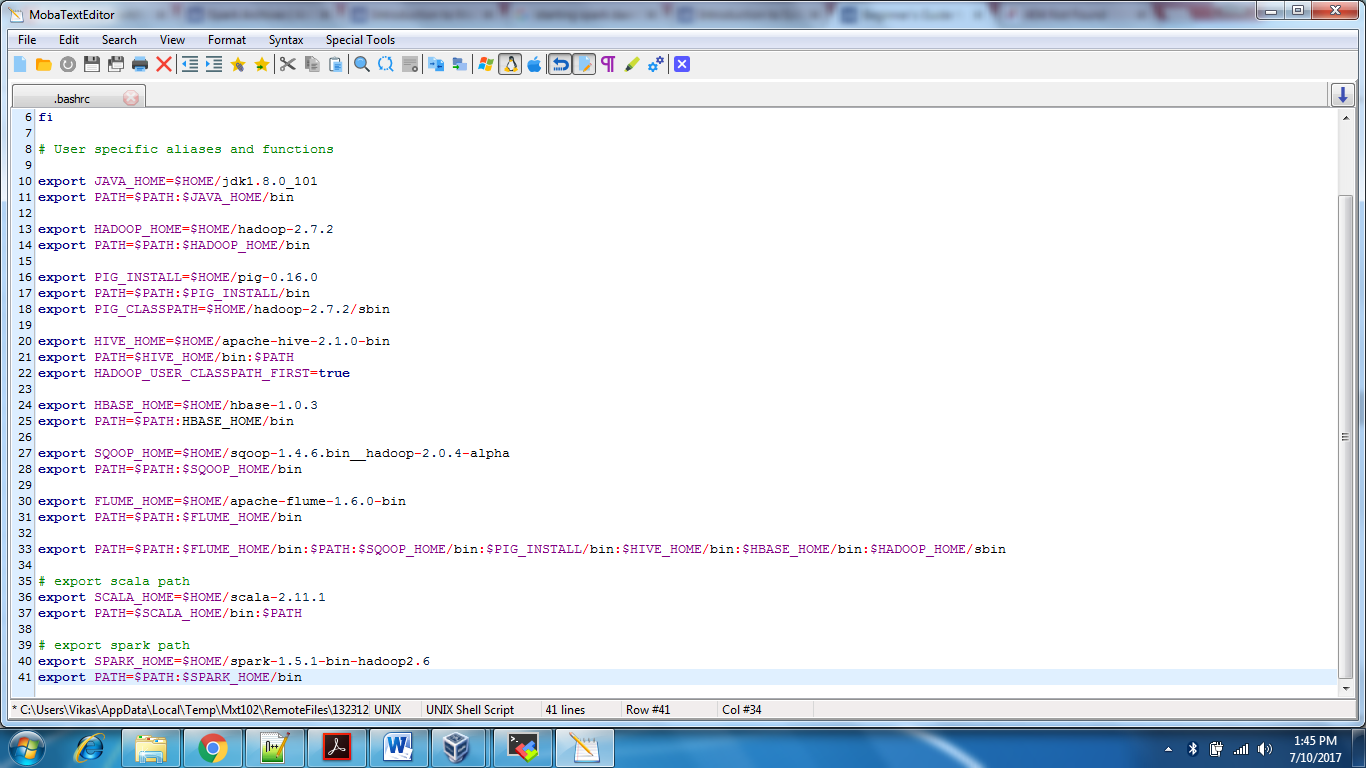 MobaTextEditor
File Edit Search View Format Syntax Special Tools
.bashrc
6 fi
7
8 # User specific aliases and functions
9
10 export JAVA_HOME=$HOME/jdk1.8.0_101
11 export PATH=$PATH:$JAVA_HOME/bin
12
13 export HADOOP_HOME=$HOME/hadoop-2.7.2
14 export PATH=$PATH:$HADOOP_HOME/bin
15
16 export PIG_INSTALL=$HOME/pig-0.16.0
17 export PATH=$PATH:$PIG_INSTALL/bin
18 export PIG_CLASSPATH=$HOME/hadoop-2.7.2/sbin
19
20 export HIVE_HOME=$HOME/apache-hive-2.1.0-bin
21 export PATH=$HIVE_HOME/bin:$PATH
22 export HADOOP_USER_CLASSPATH_FIRST=true
23
24 export HBASE_HOME=$HOME/hbase-1.0.3
25 export PATH=$PATH:HBASE_HOME/bin
26
27 export SQOOP_HOME=$HOME/sqoop-1.4.6.bin__hadoop-2.0.4-alpha
28 export PATH=$PATH:$SQOOP_HOME/bin
29
30 export FLUME_HOME=$HOME/apache-flume-1.6.0-bin
31 export PATH=$PATH:$FLUME_HOME/bin
32
33 export PATH=$PATH:$FLUME_HOME/bin:$PATH:$SQOOP_HOME/bin:$PIG_INSTALL/bin:$HIVE_HOME/bin:$HBASE_HOME/bin:$HADOOP_HOME/sbin
34
35 # export scala path
36 export SCALA_HOME=$HOME/scala-2.11.1
37 export PATH=$SCALA_HOME/bin:$PATH
38
39 # export spark path
40 export SPARK_HOME=$HOME/spark-1.5.1-bin-hadoop2.6
41 export PATH=$PATH:$SPARK_HOME/bin
* C:\Users\Vikas\AppData\Local\Temp\Mxt102\RemoteFiles\132312 UNIX UNIX Shell Script 41 lines Row #41 Col #34
1:45 PM
7/10/2017